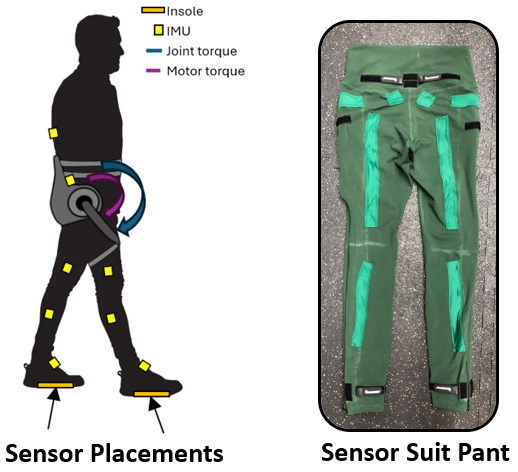 Insole
IMU
Joint torque
Motor torque
Sensor Placements
Sensor Suit Pant